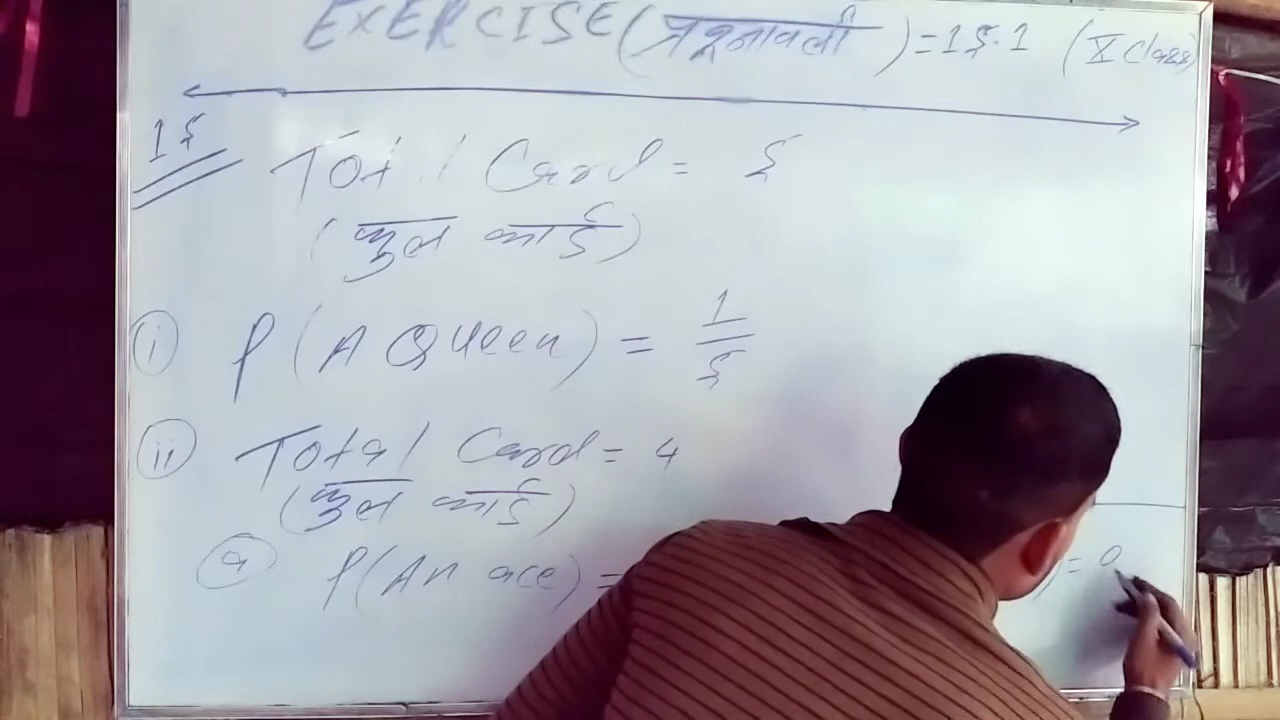 EXERCISE (प्रश्नावली) = 15.1 (X Class)
15 Total Card = 5
(कुल कार्ड)
(i) P(A Queen) = 1/5
(ii) Total Card = 4
(कुल कार्ड)
(a) P(An ace) = ) = 0